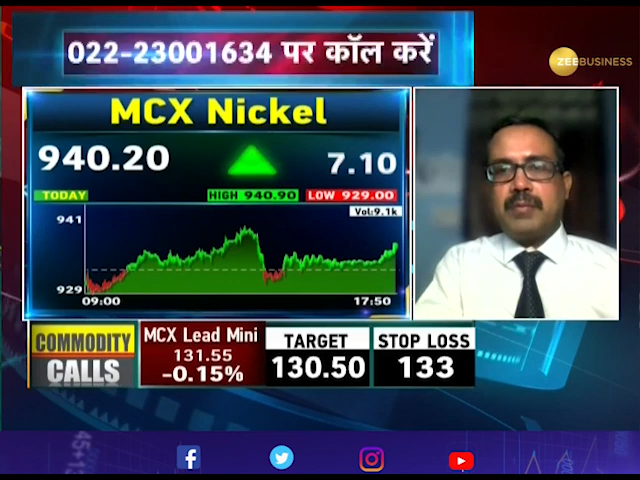 022-23001634 पर कॉल करें
ZEEBUSINESS
MCX Nickel
940.20
7.10
TODAY
HIGH 940.90
LOW 929.00
Vol:9.1k
941
929
09:00
17:50
COMMODITY
CALLS
MCX Lead Mini
131.55
-0.15%
TARGET
130.50
STOP LOSS
133